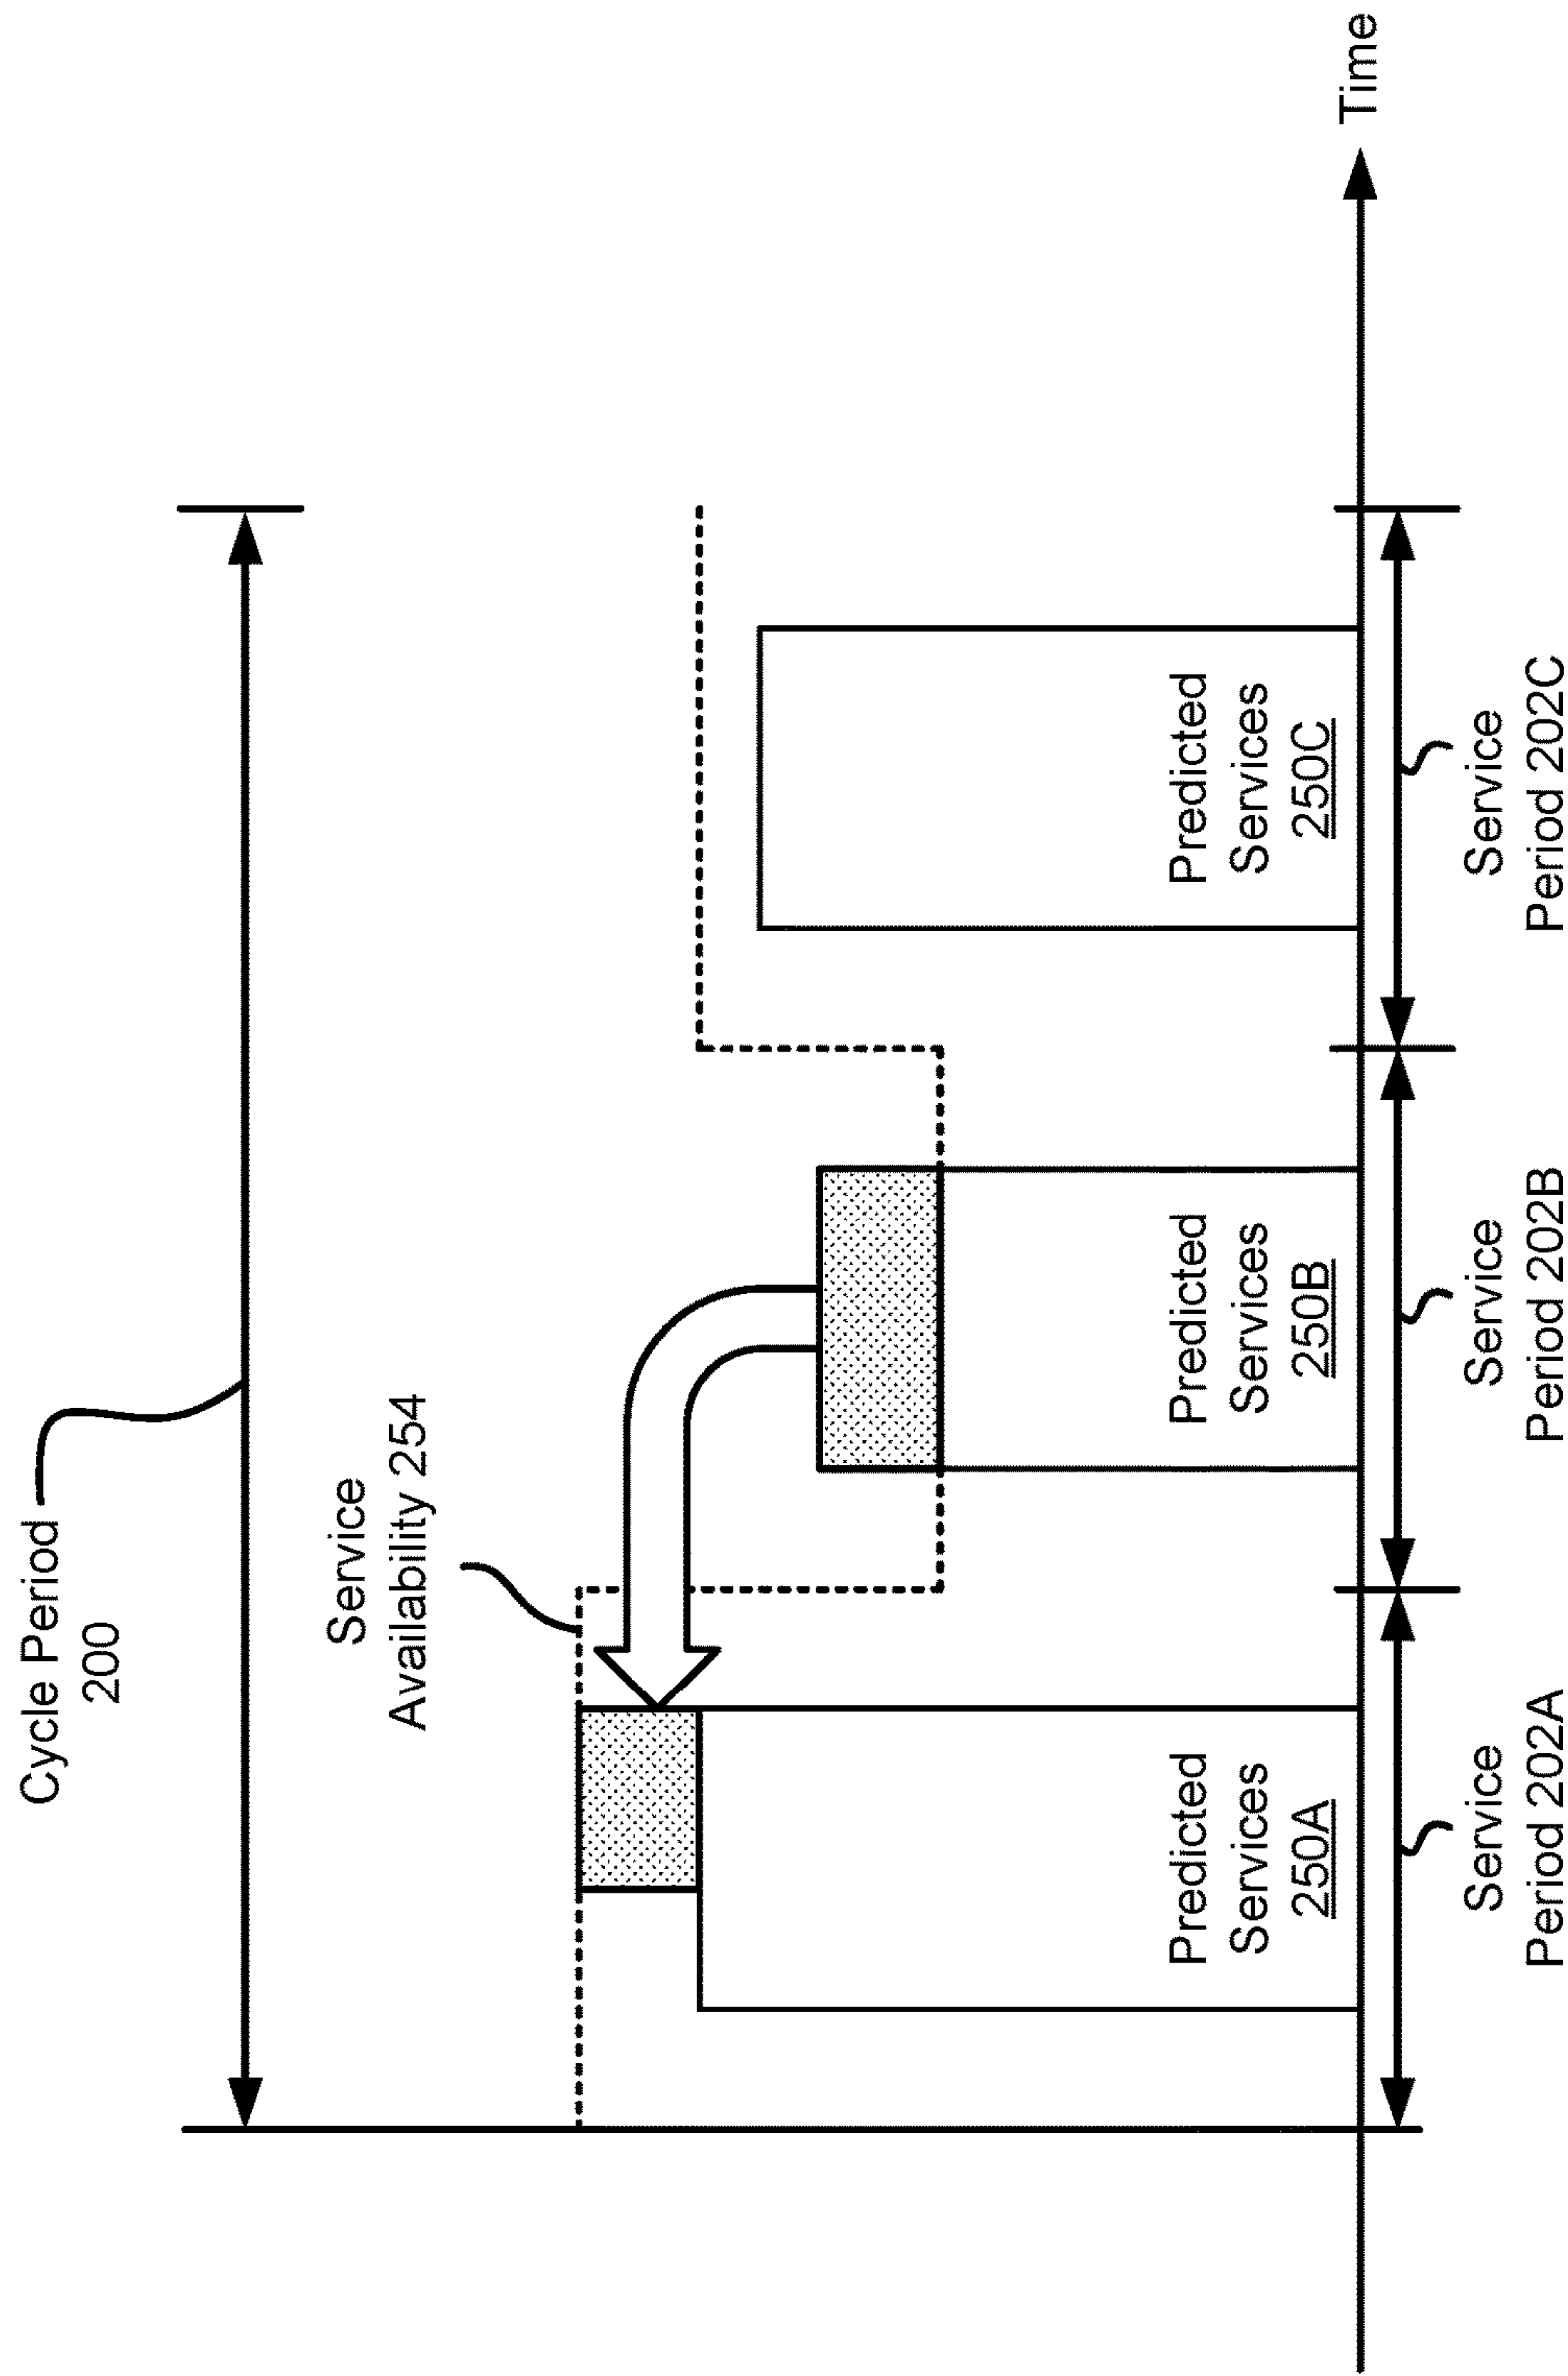 Cycle Period
200
Service
Availability 254
Predicted
Services
250A
Predicted
Services
250B
Predicted
Services
250C
Time
Service
Period 202A
Service
Period 202B
Service
Period 202C